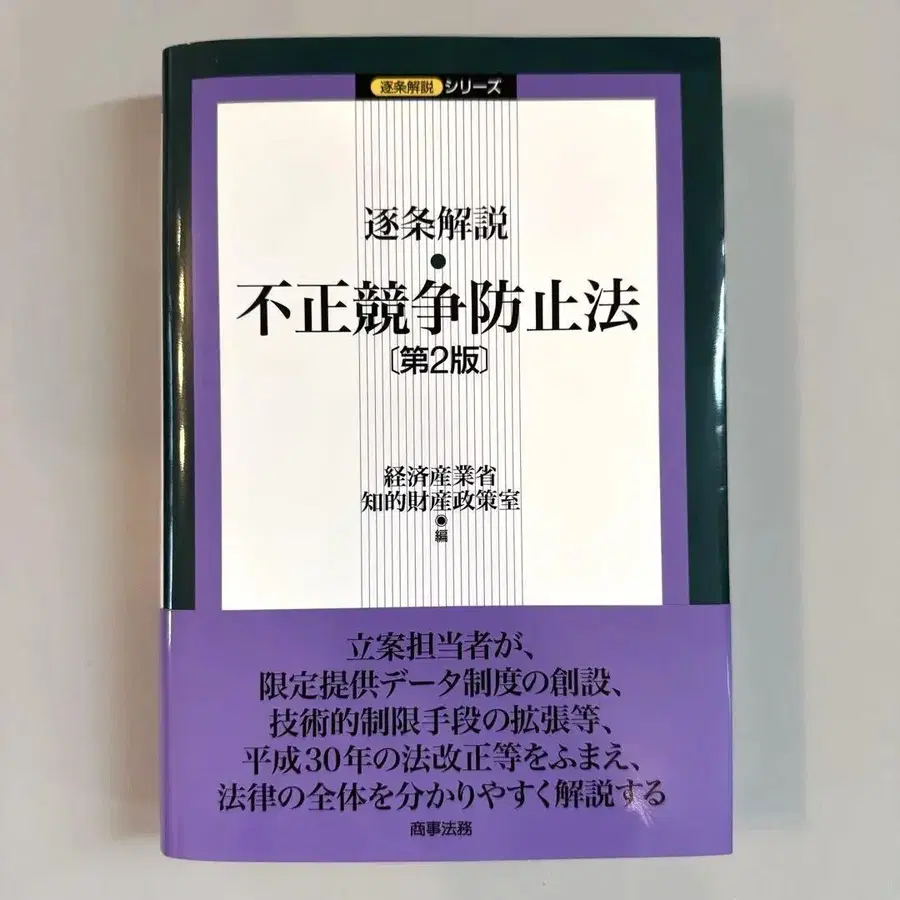 逐条解説シリーズ
逐条解説
・
不正競争防止法
〔第2版〕
経済産業省
知的財産政策室
◉
編
立案担当者が、
限定提供データ制度の創設、
技術的制限手段の拡張等、
平成30年の法改正等をふまえ、
法律の全体を分かりやすく解説する
商事法務